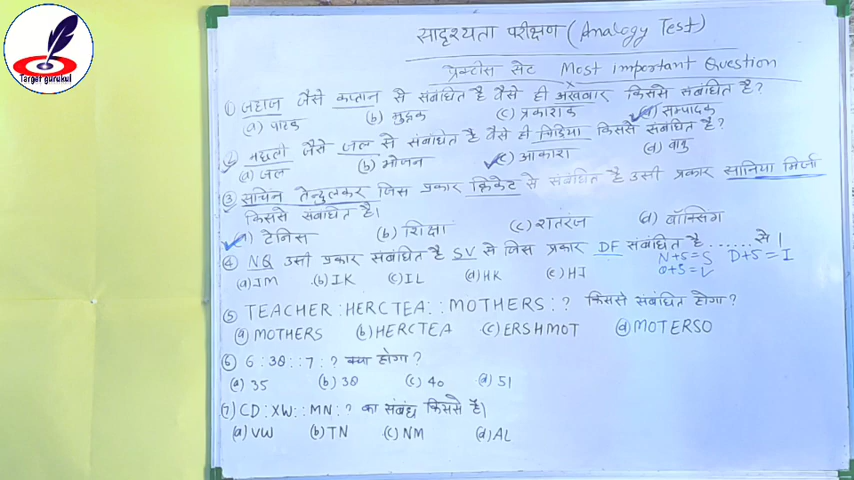 Target gurukul
सादृश्यता परीक्षण (Analogy Test)
प्रैक्टीस सेट Most important Question
① जहाज जैसे कप्तान से संबंधित है वैसे ही अखबार किससे संबंधित है?
(a) पाठक (b) मुद्रक (c) प्रकाशक (d) सम्पादक
② मछली जैसे जल से संबंधित है वैसे ही चिडिया किससे संबंधित है?
(a) जल (b) भोजन (c) आकाश (d) वायु
③ सचिन तेन्दुलकर जिस प्रकार क्रिकेट से संबंधित है उसी प्रकार सानिया मिर्जा
किससे संबंधित है।
(a) टेनिस (b) शिक्षा (c) शतरंज (d) बॉक्सिंग
④ NQ उसी प्रकार संबंधित है SV से जिस प्रकार DF संबंधित है ...... से।
N+5=S D+5=I
Q+5=V
(a) JM (b) IK (c) IL (d) HK (e) HJ
⑤ TEACHER : HERCTEA :: MOTHERS : ? किससे संबंधित होगा?
(a) MOTHERS (b) HERCTEA (c) ERSHMOT (d) MOTERSO
⑥ 6 : 38 :: 7 : ? क्या होगा?
(a) 35 (b) 38 (c) 40 (d) 51
(7) CD : XW :: MN : ? का संबंध किससे है।
(a) VW (b) TN (c) NM (d) AL